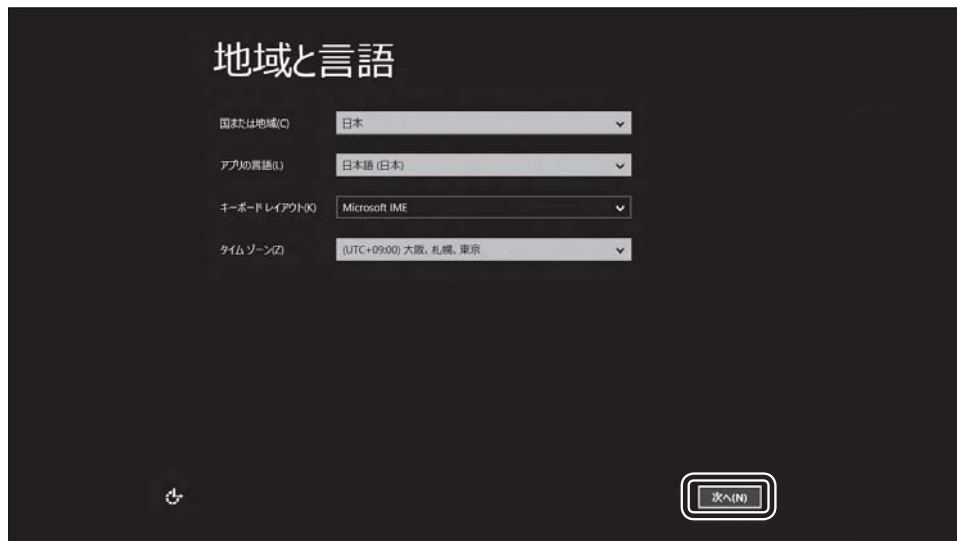 地域と言語
国または地域(C) 日本
アプリの言語(L) 日本語 (日本)
キーボード レイアウト(K) Microsoft IME
タイム ゾーン(Z) (UTC+09:00) 大阪、札幌、東京
次へ(N)